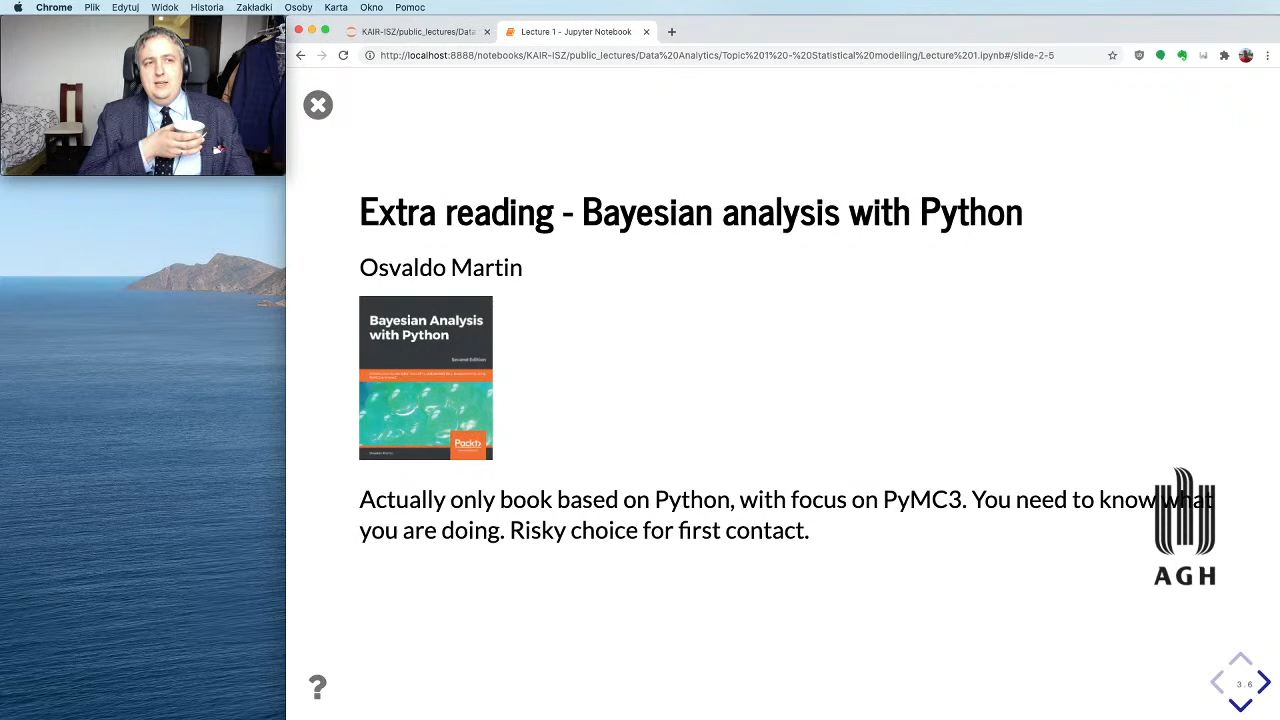 Chrome Plik Edytuj Widok Historia Zakładki Osoby Karta Okno Pomoc
KAIR-ISZ/public_lectures/Data
Lecture 1 - Jupyter Notebook
http://localhost:8888/notebooks/KAIR-ISZ/public_lectures/Data%20Analytics/Topic%201%20-%20Statistical%20modelling/Lecture%201.ipynb#/slide-2-5
Extra reading - Bayesian analysis with Python
Osvaldo Martin
Bayesian Analysis
with Python
Second Edition
Packt
Osvaldo Martin
Actually only book based on Python, with focus on PyMC3. You need to know what
you are doing. Risky choice for first contact.
AGH
?
3.6